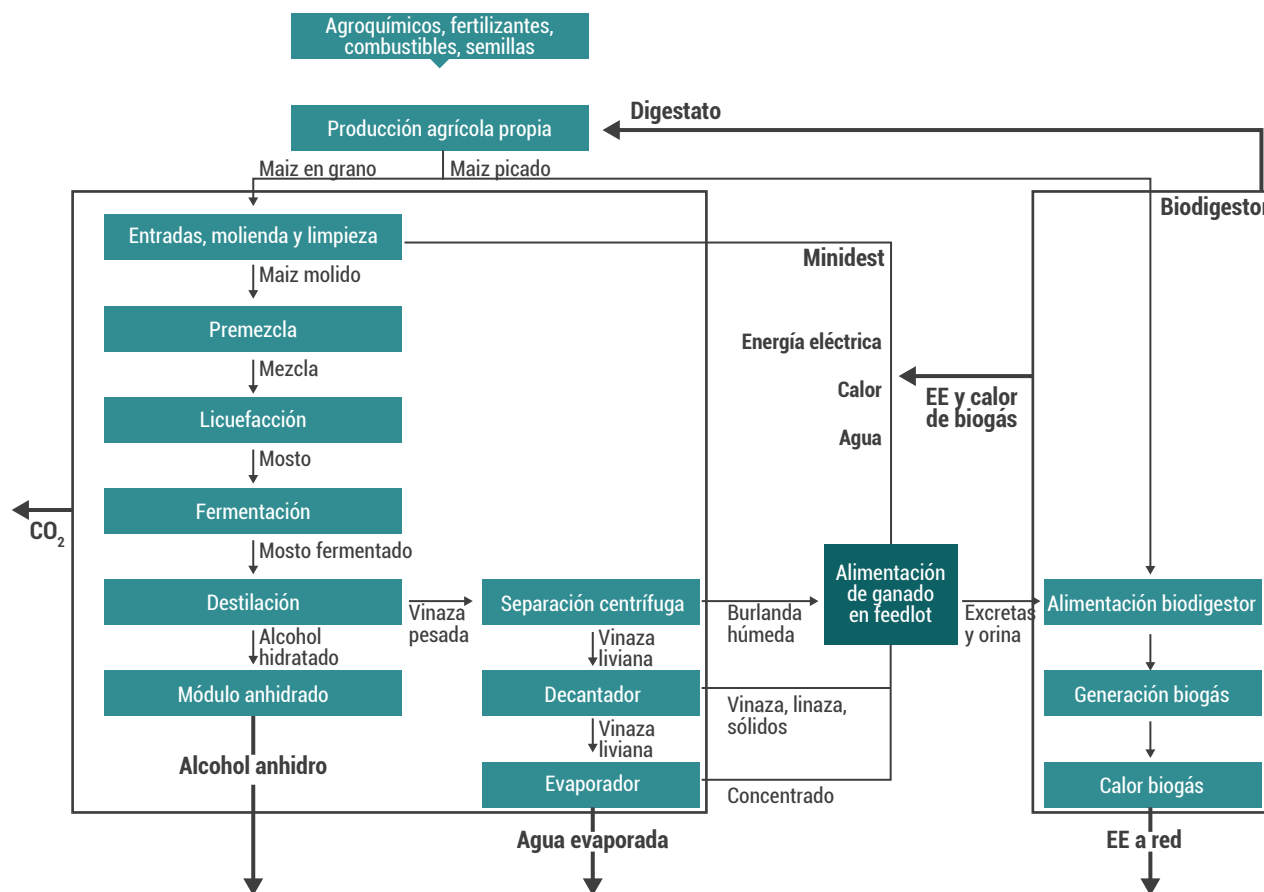 Agroquímicos, fertilizantes,
combustibles, semillas
Digestato
Producción agrícola propia
Maiz en grano
Maiz picado
Biodigestor
Entradas, molienda y limpieza
Minidest
Maiz molido
Premezcla
Energía eléctrica
Mezcla
Calor
EE y calor
de biogás
Licuefacción
Agua
Mosto
Fermentación
CO2
Mosto fermentado
Destilación
Vinaza
pesada
Separación centrífuga
Burlanda
húmeda
Alimentación
de ganado
en feedlot
Excretas
y orina
Alimentación biodigestor
Alcohol
hidratado
Vinaza
liviana
Módulo anhidrado
Decantador
Vinaza, linaza,
sólidos
Generación biogás
Vinaza
liviana
Alcohol anhidro
Evaporador
Concentrado
Calor biogás
Agua evaporada
EE a red